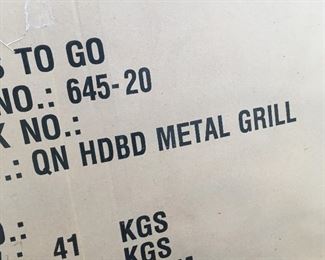 S TO GO
NO.: 645-20
K NO.:
.: QN HDBD METAL GRILL
.: KGS
: 41 KGS